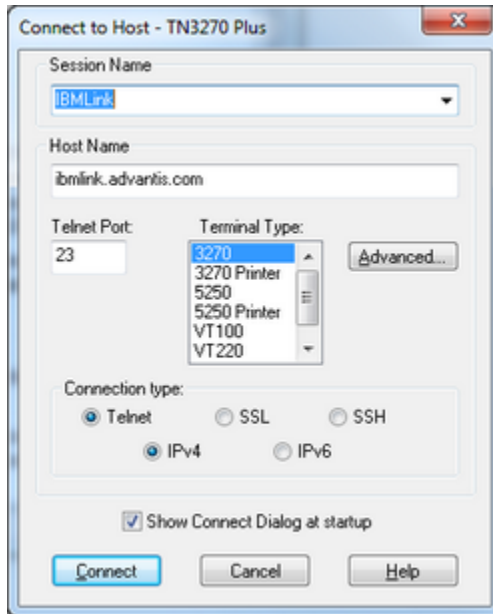 Connect to Host - TN3270 Plus
Session Name
IBMLink
Host Name
ibmlink.advantis.com
Telnet Port:
Terminal Type:
23
3270
3270 Printer
5250
5250 Printer
VT100
VT220
Advanced...
Connection type:
Telnet SSL SSH
IPv4 IPv6
Show Connect Dialog at startup
Connect Cancel Help